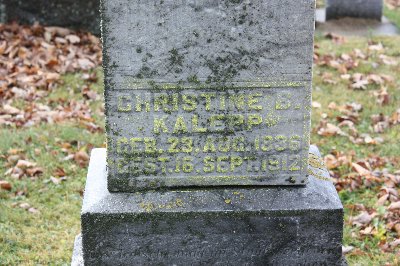 CHRISTINE D.
KALEPP.
GEB. 23. AUG. 1836
GEST. 16. SEPT. 1912.